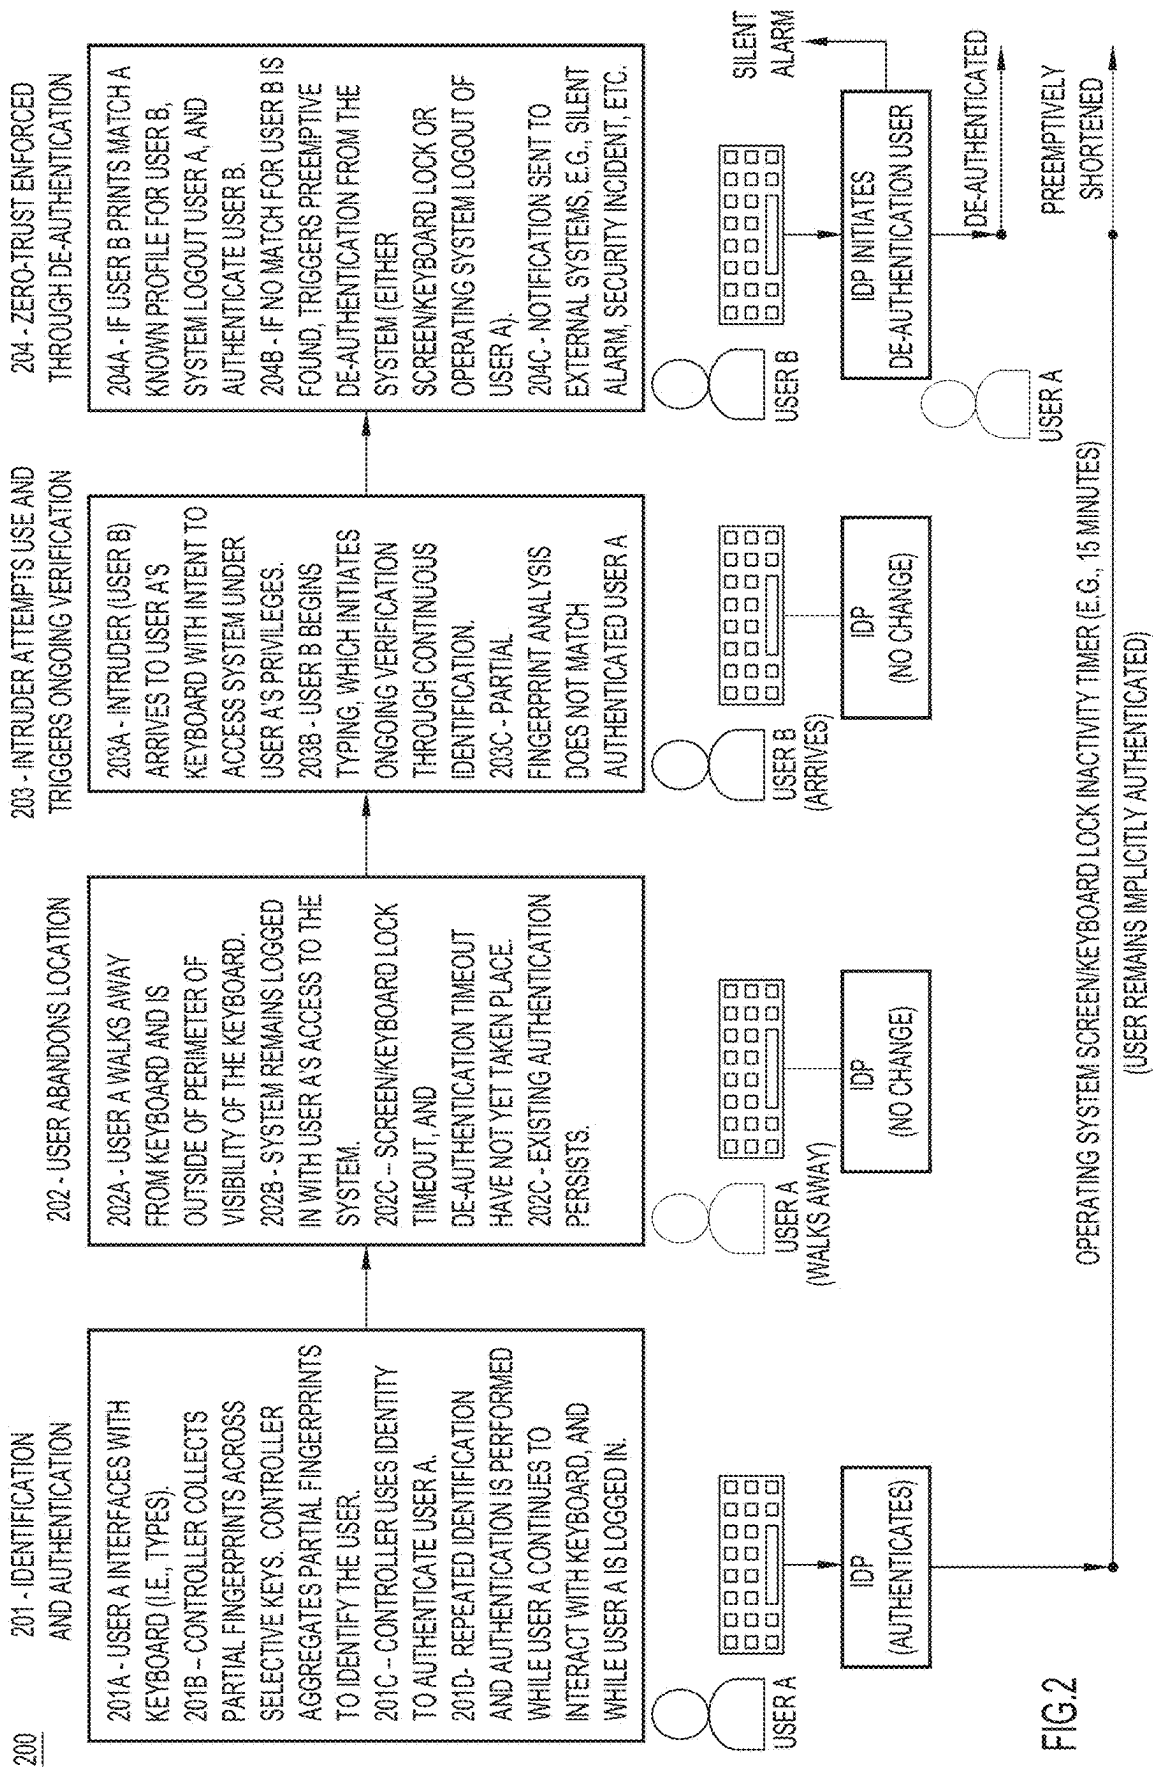 200
201 - IDENTIFICATION
AND AUTHENTICATION
201A - USER A INTERFACES WITH
KEYBOARD (I.E., TYPES).
201B – CONTROLLER COLLECTS
PARTIAL FINGERPRINTS ACROSS
SELECTIVE KEYS. CONTROLLER
AGGREGATES PARTIAL FINGERPRINTS
TO IDENTIFY THE USER.
201C – CONTROLLER USES IDENTITY
TO AUTHENTICATE USER A.
201D- REPEATED IDENTIFICATION
AND AUTHENTICATION IS PERFORMED
WHILE USER A CONTINUES TO
INTERACT WITH KEYBOARD, AND
WHILE USER A IS LOGGED IN.
USER A
IDP
(AUTHENTICATES)
202 - USER ABANDONS LOCATION
202A - USER A WALKS AWAY
FROM KEYBOARD AND IS
OUTSIDE OF PERIMETER OF
VISIBILITY OF THE KEYBOARD.
202B - SYSTEM REMAINS LOGGED
IN WITH USER A'S ACCESS TO THE
SYSTEM.
202C – SCREEN/KEYBOARD LOCK
TIMEOUT, AND
DE-AUTHENTICATION TIMEOUT
HAVE NOT YET TAKEN PLACE.
202C - EXISTING AUTHENTICATION
PERSISTS.
USER A
(WALKS AWAY)
IDP
(NO CHANGE)
203 - INTRUDER ATTEMPTS USE AND
TRIGGERS ONGOING VERIFICATION
203A - INTRUDER (USER B)
ARRIVES TO USER A'S
KEYBOARD WITH INTENT TO
ACCESS SYSTEM UNDER
USER A'S PRIVILEGES.
203B - USER B BEGINS
TYPING, WHICH INITIATES
ONGOING VERIFICATION
THROUGH CONTINUOUS
IDENTIFICATION.
203C - PARTIAL
FINGERPRINT ANALYSIS
DOES NOT MATCH
AUTHENTICATED USER A
USER B
(ARRIVES)
IDP
(NO CHANGE)
204 - ZERO-TRUST ENFORCED
THROUGH DE-AUTHENTICATION
204A - IF USER B PRINTS MATCH A
KNOWN PROFILE FOR USER B,
SYSTEM LOGOUT USER A, AND
AUTHENTICATE USER B.
204B - IF NO MATCH FOR USER B IS
FOUND, TRIGGERS PREEMPTIVE
DE-AUTHENTICATION FROM THE
SYSTEM (EITHER
SCREEN/KEYBOARD LOCK OR
OPERATING SYSTEM LOGOUT OF
USER A).
204C - NOTIFICATION SENT TO
EXTERNAL SYSTEMS, E.G., SILENT
ALARM, SECURITY INCIDENT, ETC.
USER B
SILENT
ALARM
IDP INITIATES
DE-AUTHENTICATION USER
USER A
DE-AUTHENTICATED
PREEMPTIVELY
SHORTENED
OPERATING SYSTEM SCREEN/KEYBOARD LOCK INACTIVITY TIMER (E.G., 15 MINUTES)
(USER REMAINS IMPLICITLY AUTHENTICATED)
FIG.2